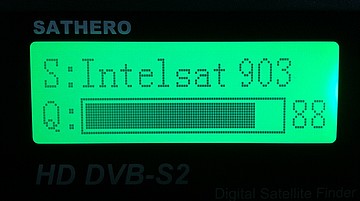 SATHERO
S:Intelsat 903
Q: 88
HD DVB-S2
Digital Satellite Finder